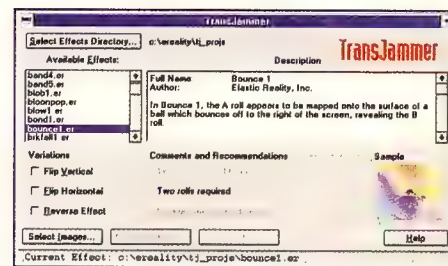 TransJammer
Select Effects Directory...
c:\ereality\tj_projs
TransJammer
Available Effects:
Description
band4.er
band5.er
blob1.er
bloonpop.er
blow1.er
bond1.er
bounce1.er
brkfall1.er
Full Name Bounce 1
Author: Elastic Reality, Inc.
In Bounce 1, the A roll appears to be mapped onto the surface of a
ball which bounces off to the right of the screen, revealing the B
roll.
Variations
Comments and Recommendations
Sample
Flip Vertical
Flip Horizontal
Two rolls required
Reverse Effect
Select Images...
Help
Current Effect: c:\ereality\tj_projs\bounce1.er